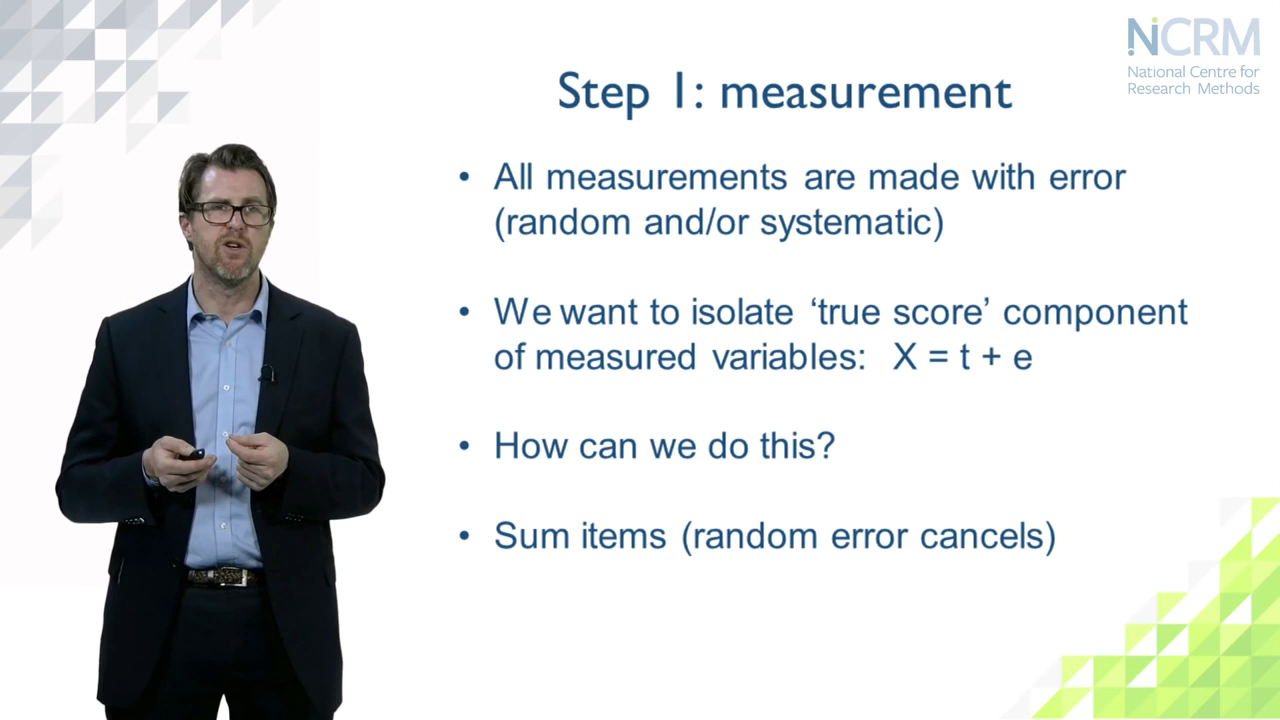 NCRM
National Centre for
Research Methods
Step 1: measurement
• All measurements are made with error
(random and/or systematic)
• We want to isolate ‘true score’ component
of measured variables: X = t + e
• How can we do this?
• Sum items (random error cancels)